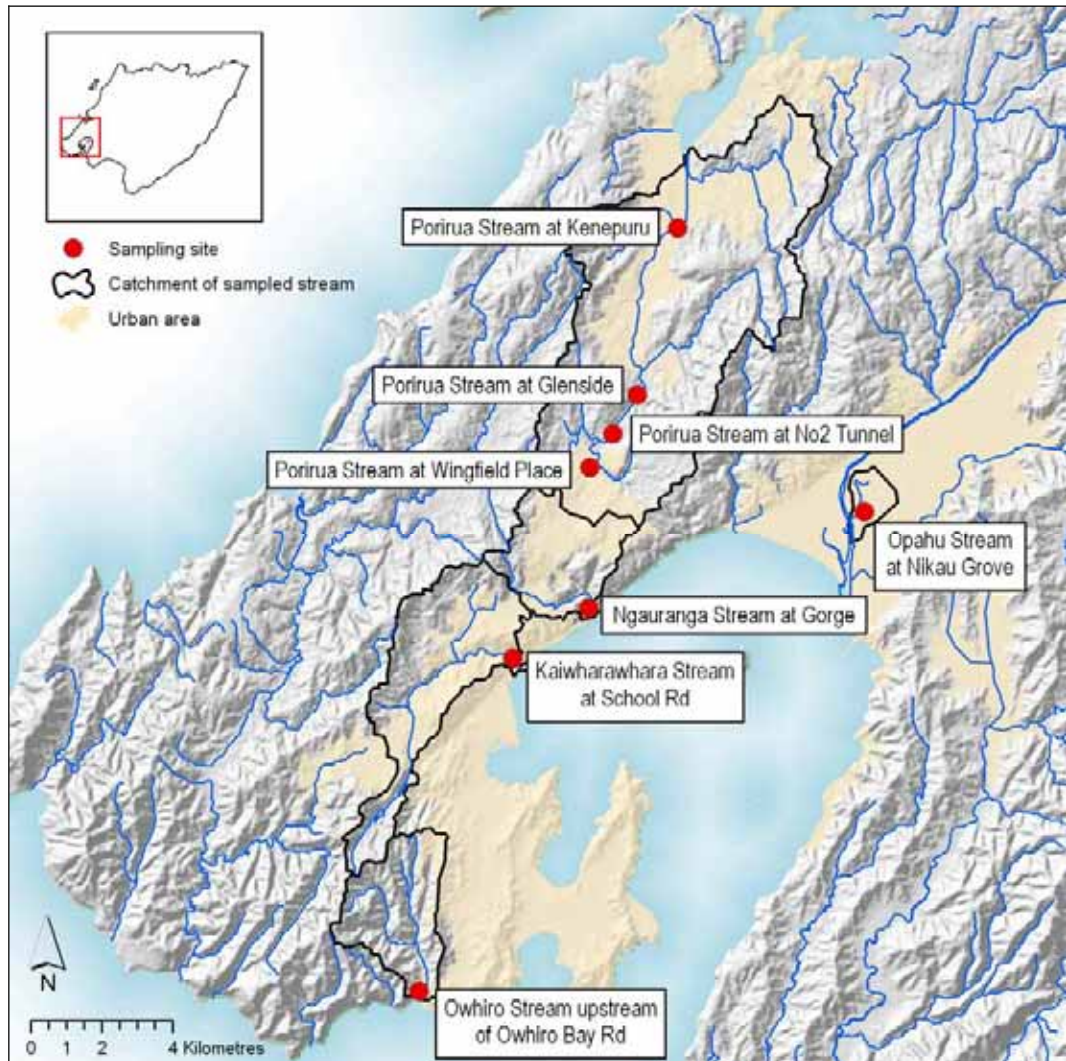 Sampling site
Catchment of sampled stream
Urban area
Porirua Stream at Kenepuru
Porirua Stream at Glenside
Porirua Stream at No2 Tunnel
Porirua Stream at Wingfield Place
Opahu Stream
at Nikau Grove
Ngauranga Stream at Gorge
Kaiwharawhara Stream
at School Rd
Owhiro Stream upstream
of Owhiro Bay Rd
N
0 1 2 4 Kilometres